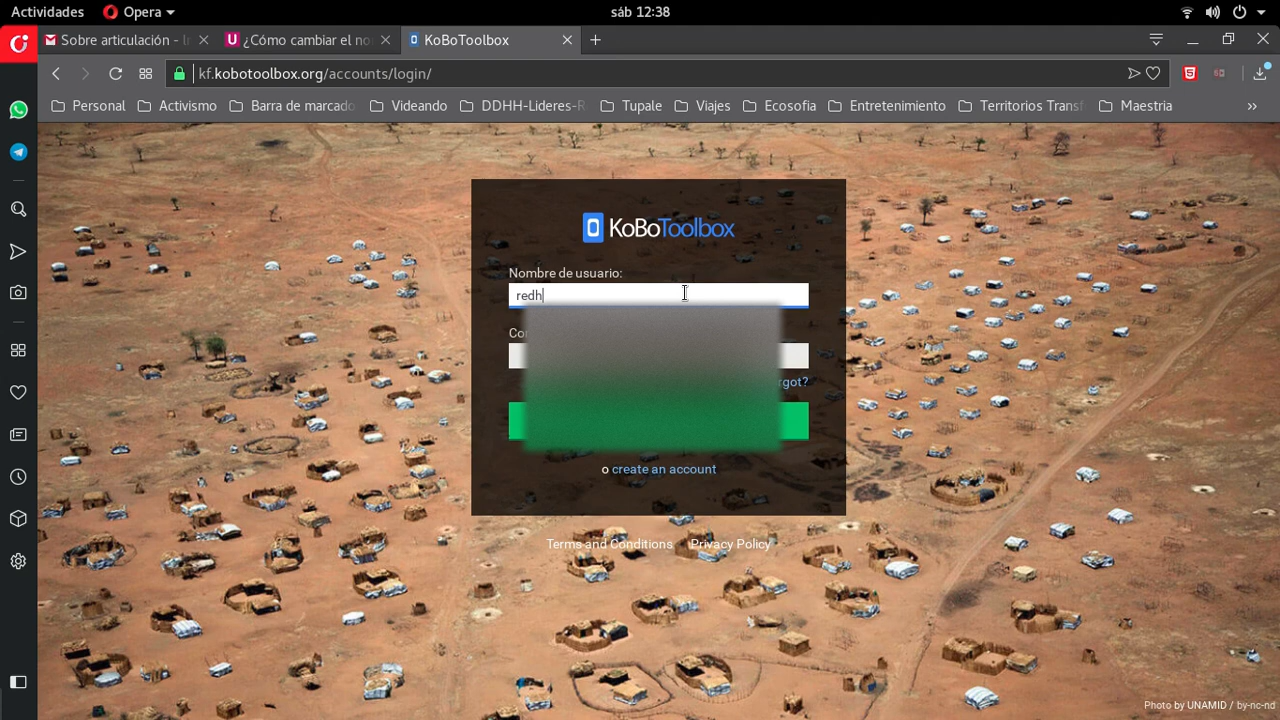 Actividades Opera sáb 12:38
Sobre articulación - ¿Cómo cambiar el no KoBoToolbox
kf.kobotoolbox.org/accounts/login/
Personal Activismo Barra de marcado Videando DDHH-Lideres-R Tupale Viajes Ecosofia Entretenimiento Territorios Transf Maestria
KoBoToolbox
Nombre de usuario:
redh
rgot?
o create an account
Terms and Conditions Privacy Policy
Photo by UNAMID / by-nc-nd